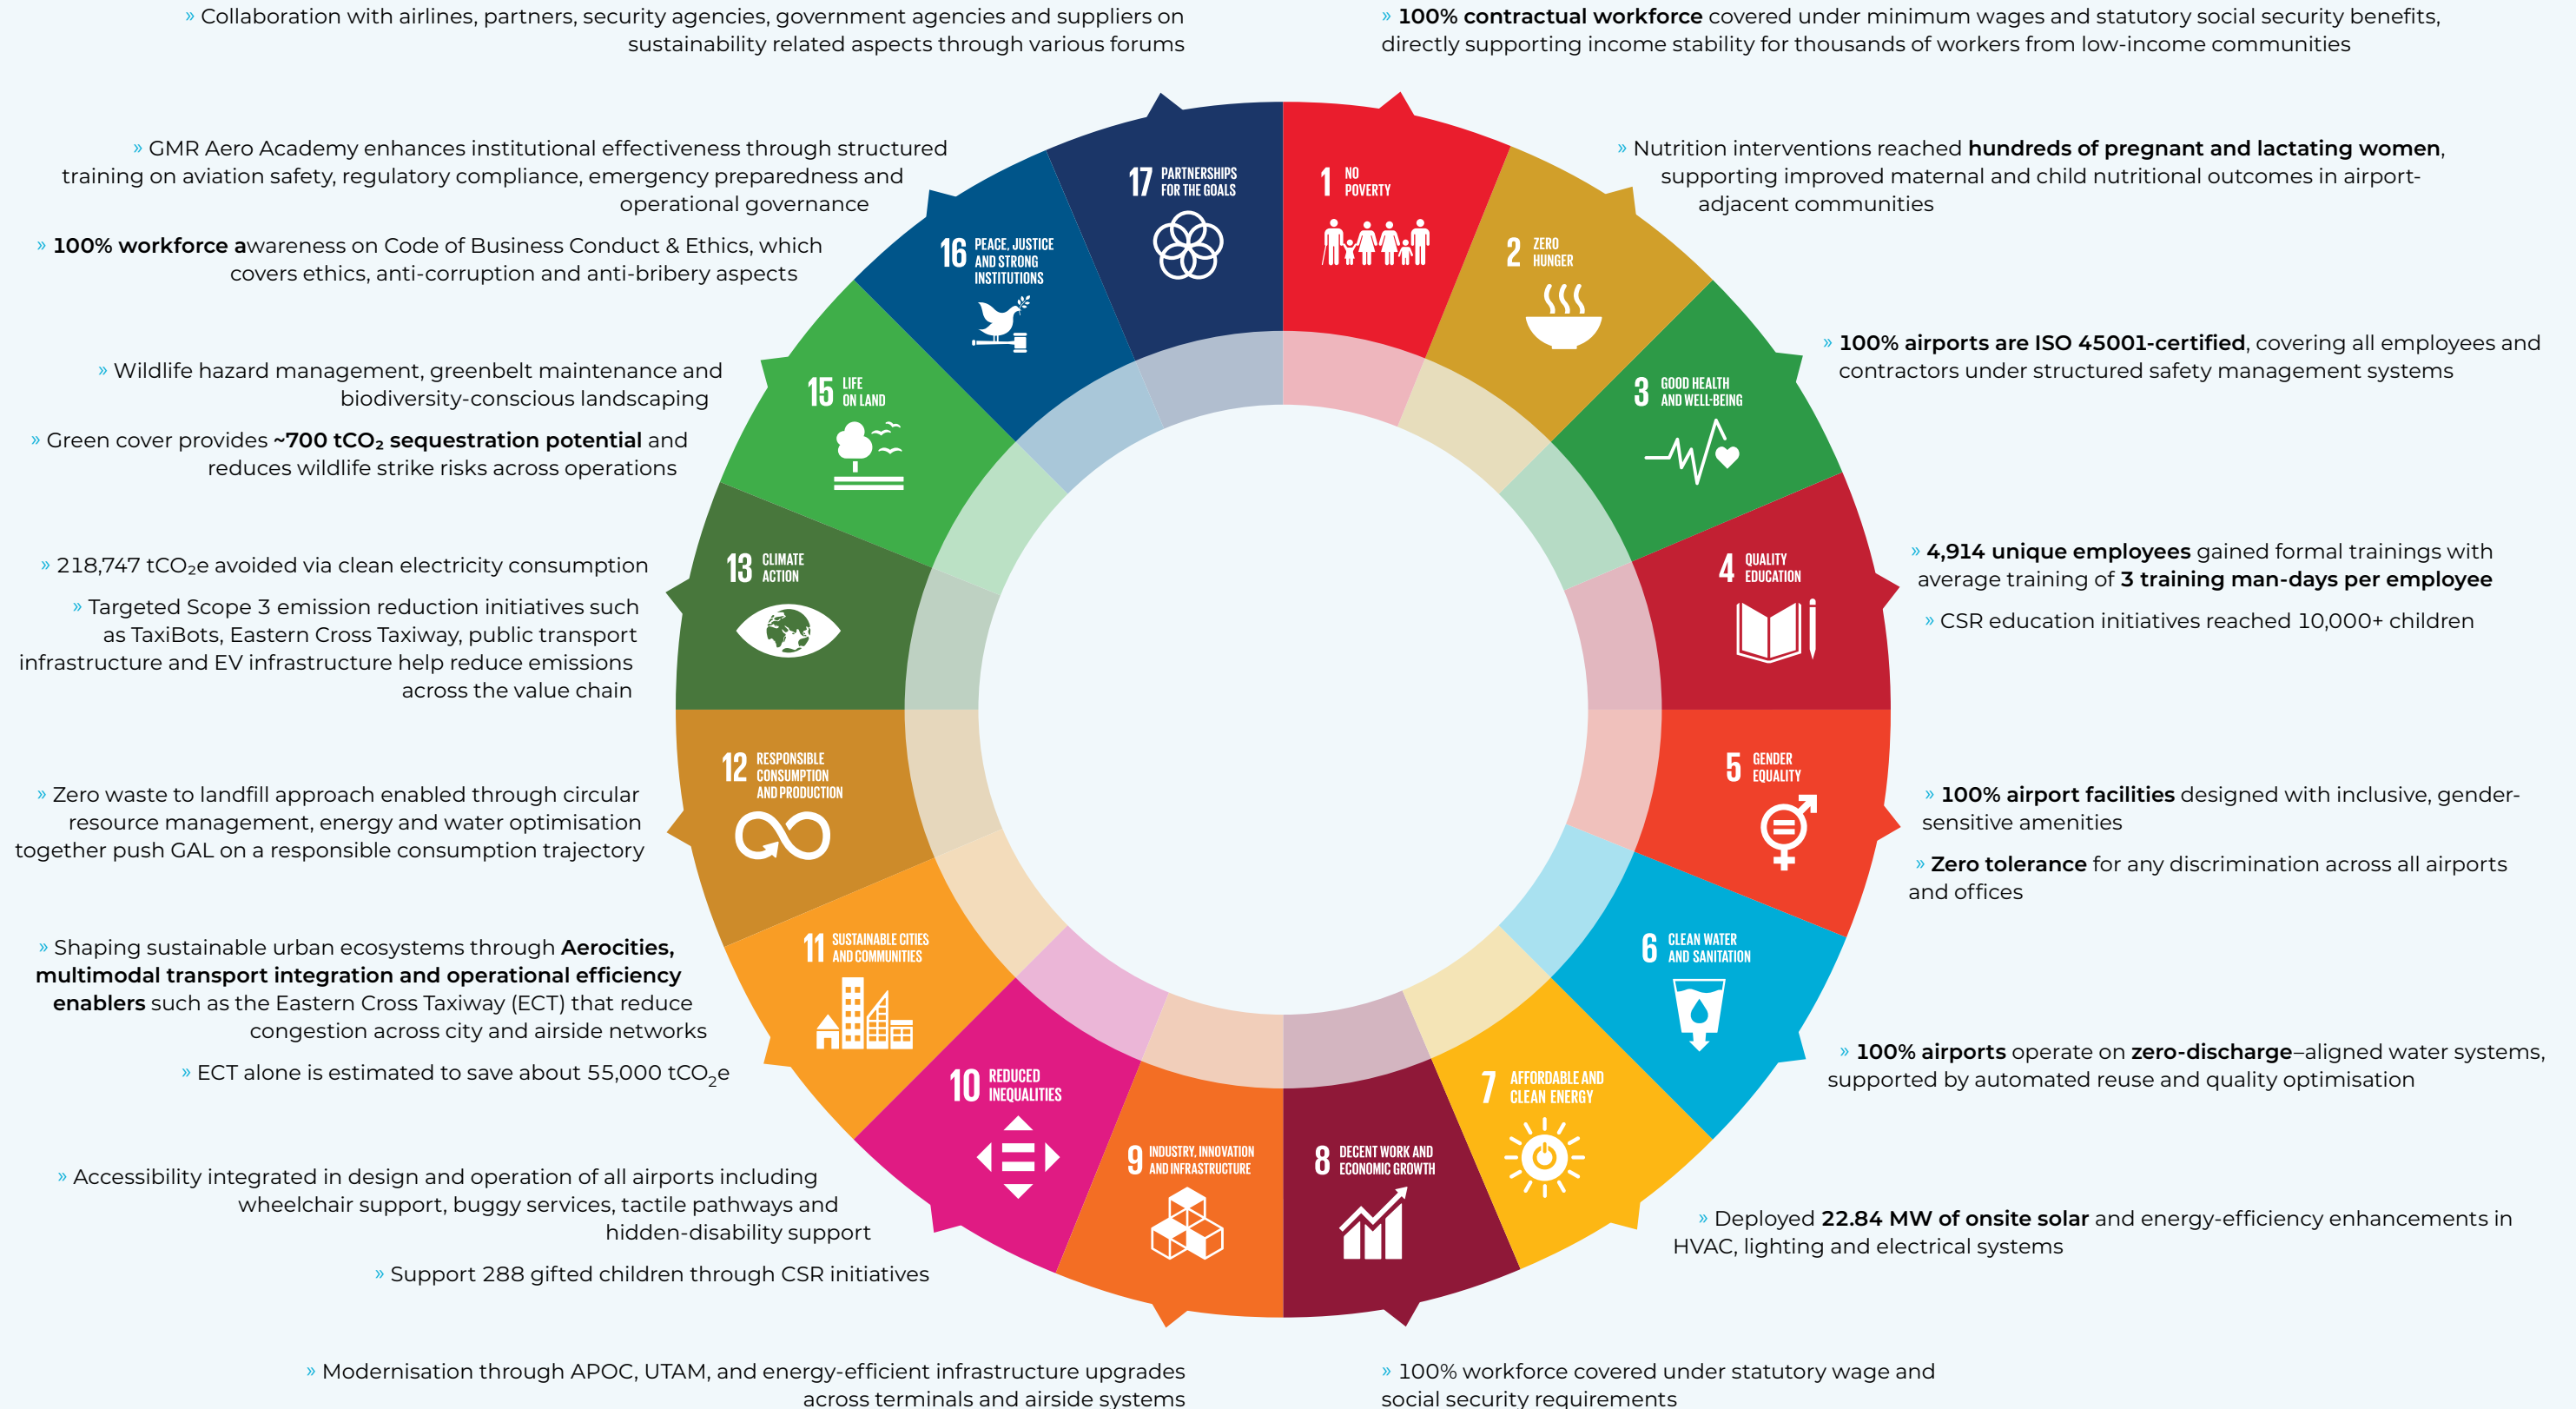 » Collaboration with airlines, partners, security agencies, government agencies and suppliers on
sustainability related aspects through various forums
» 100% contractual workforce covered under minimum wages and statutory social security benefits,
directly supporting income stability for thousands of workers from low-income communities
» GMR Aero Academy enhances institutional effectiveness through structured
training on aviation safety, regulatory compliance, emergency preparedness and
operational governance
» 100% workforce awareness on Code of Business Conduct & Ethics, which
covers ethics, anti-corruption and anti-bribery aspects
» Nutrition interventions reached hundreds of pregnant and lactating women,
supporting improved maternal and child nutritional outcomes in airport-
adjacent communities
» Wildlife hazard management, greenbelt maintenance and
biodiversity-conscious landscaping
» Green cover provides ~700 tCO₂ sequestration potential and
reduces wildlife strike risks across operations
» 100% airports are ISO 45001-certified, covering all employees and
contractors under structured safety management systems
» 218,747 tCO₂e avoided via clean electricity consumption
» Targeted Scope 3 emission reduction initiatives such
as TaxiBots, Eastern Cross Taxiway, public transport
infrastructure and EV infrastructure help reduce emissions
across the value chain
» 4,914 unique employees gained formal trainings with
average training of 3 training man-days per employee
» CSR education initiatives reached 10,000+ children
» Zero waste to landfill approach enabled through circular
resource management, energy and water optimisation
together push GAL on a responsible consumption trajectory
» 100% airport facilities designed with inclusive, gender-
sensitive amenities
» Zero tolerance for any discrimination across all airports
and offices
» Shaping sustainable urban ecosystems through Aerocities,
multimodal transport integration and operational efficiency
enablers such as the Eastern Cross Taxiway (ECT) that reduce
congestion across city and airside networks
» ECT alone is estimated to save about 55,000 tCO₂e
» 100% airports operate on zero-discharge–aligned water systems,
supported by automated reuse and quality optimisation
» Accessibility integrated in design and operation of all airports including
wheelchair support, buggy services, tactile pathways and
hidden-disability support
» Support 288 gifted children through CSR initiatives
» Deployed 22.84 MW of onsite solar and energy-efficiency enhancements in
HVAC, lighting and electrical systems
» Modernisation through APOC, UTAM, and energy-efficient infrastructure upgrades
across terminals and airside systems
» 100% workforce covered under statutory wage and
social security requirements
1 NO
POVERTY
2 ZERO
HUNGER
3 GOOD HEALTH
AND WELL-BEING
4 QUALITY
EDUCATION
5 GENDER
EQUALITY
6 CLEAN WATER
AND SANITATION
7 AFFORDABLE AND
CLEAN ENERGY
8 DECENT WORK AND
ECONOMIC GROWTH
9 INDUSTRY, INNOVATION
AND INFRASTRUCTURE
10 REDUCED
INEQUALITIES
11 SUSTAINABLE CITIES
AND COMMUNITIES
12 RESPONSIBLE
CONSUMPTION
AND PRODUCTION
13 CLIMATE
ACTION
15 LIFE
ON LAND
16 PEACE, JUSTICE
AND STRONG
INSTITUTIONS
17 PARTNERSHIPS
FOR THE GOALS